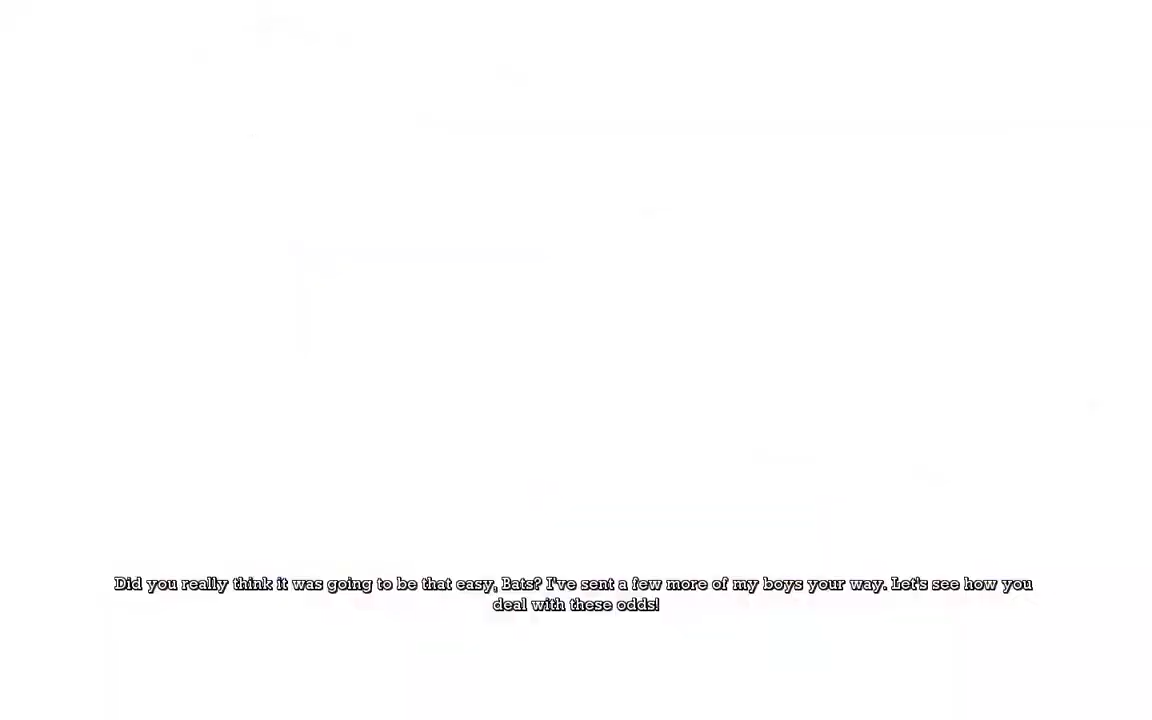 Did you really think it was going to be that easy, Bats? I've sent a few more of my boys your way. Let's see how you
deal with these odds!